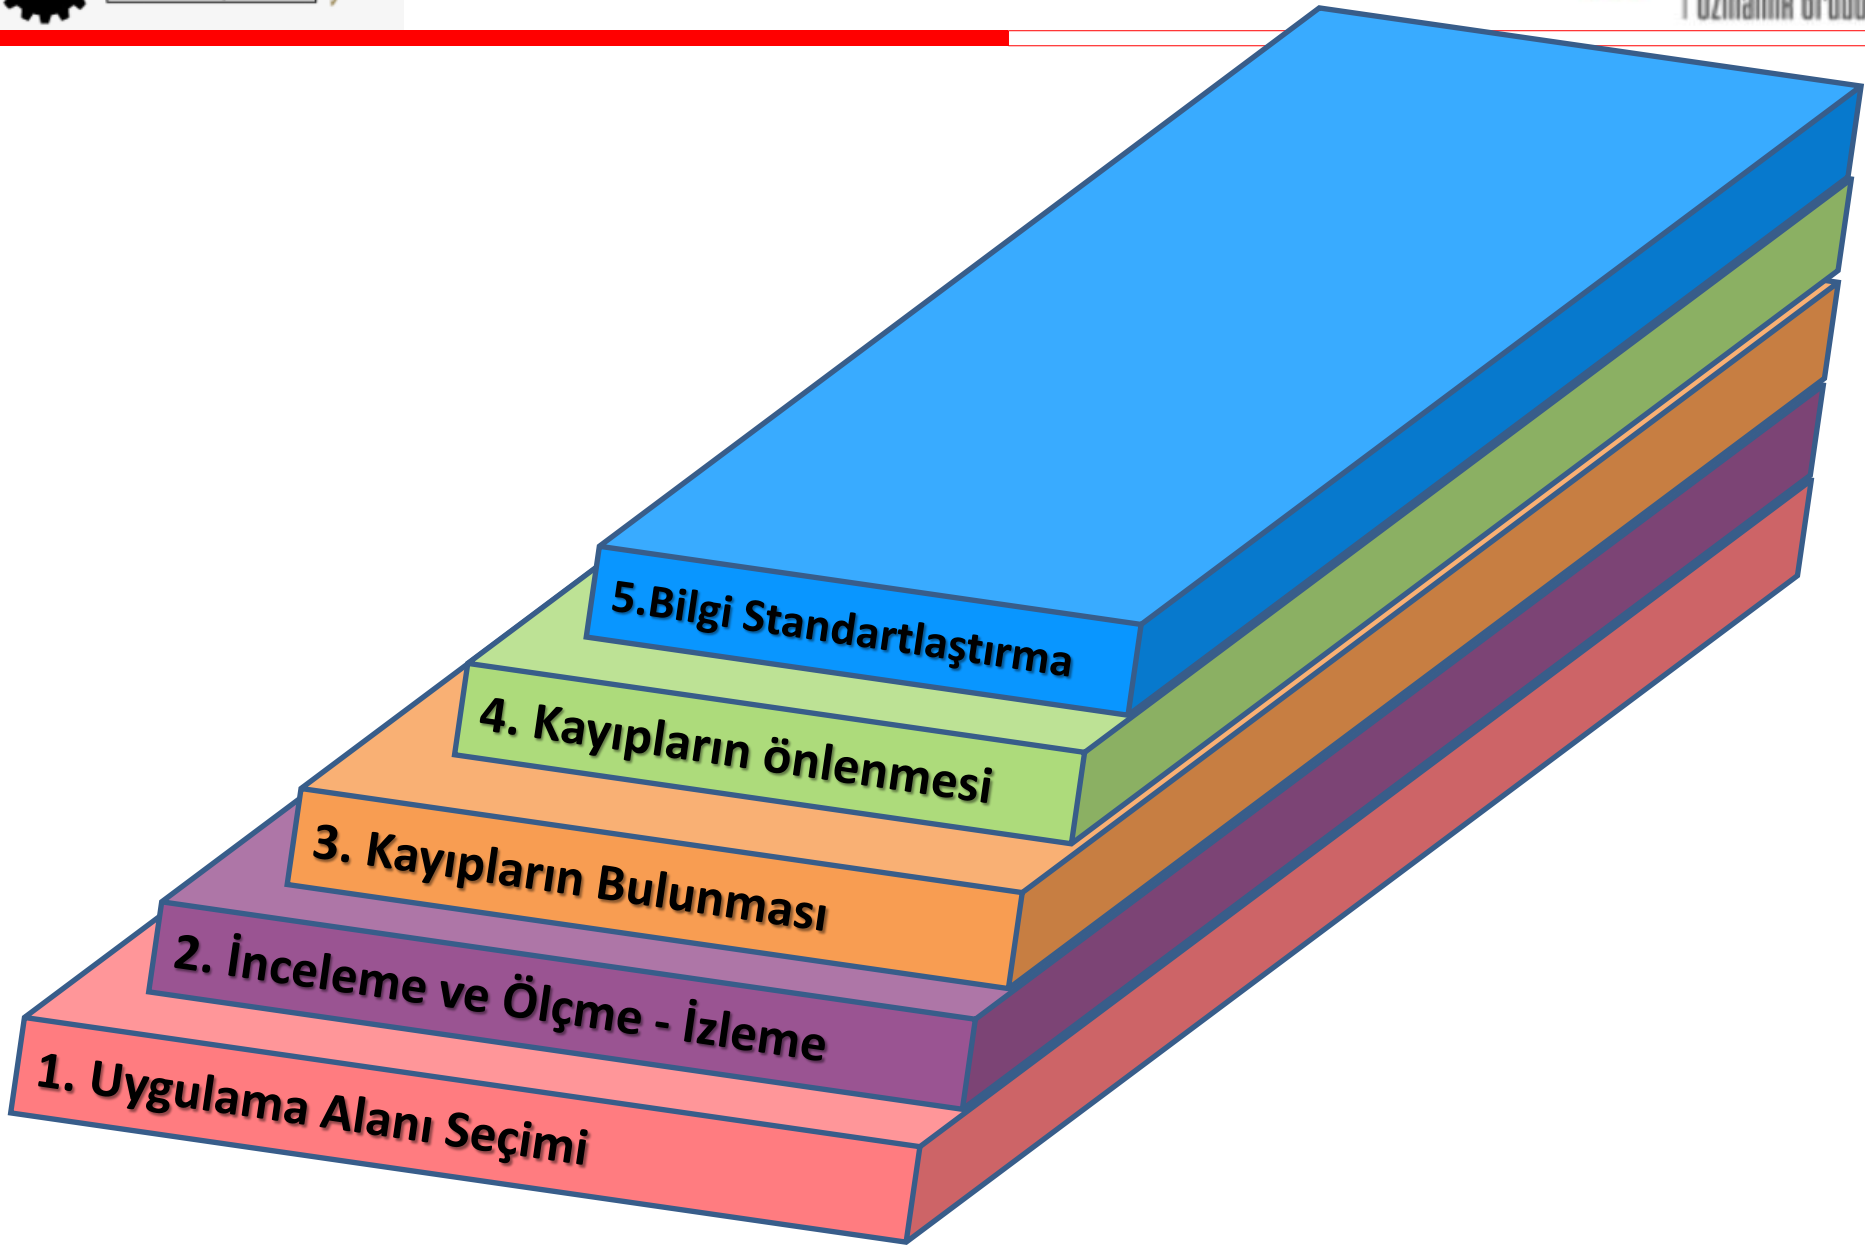 5.Bilgi Standartlaştırma
4. Kayıpların önlenmesi
3. Kayıpların Bulunması
2. İnceleme ve Ölçme - İzleme
1. Uygulama Alanı Seçimi